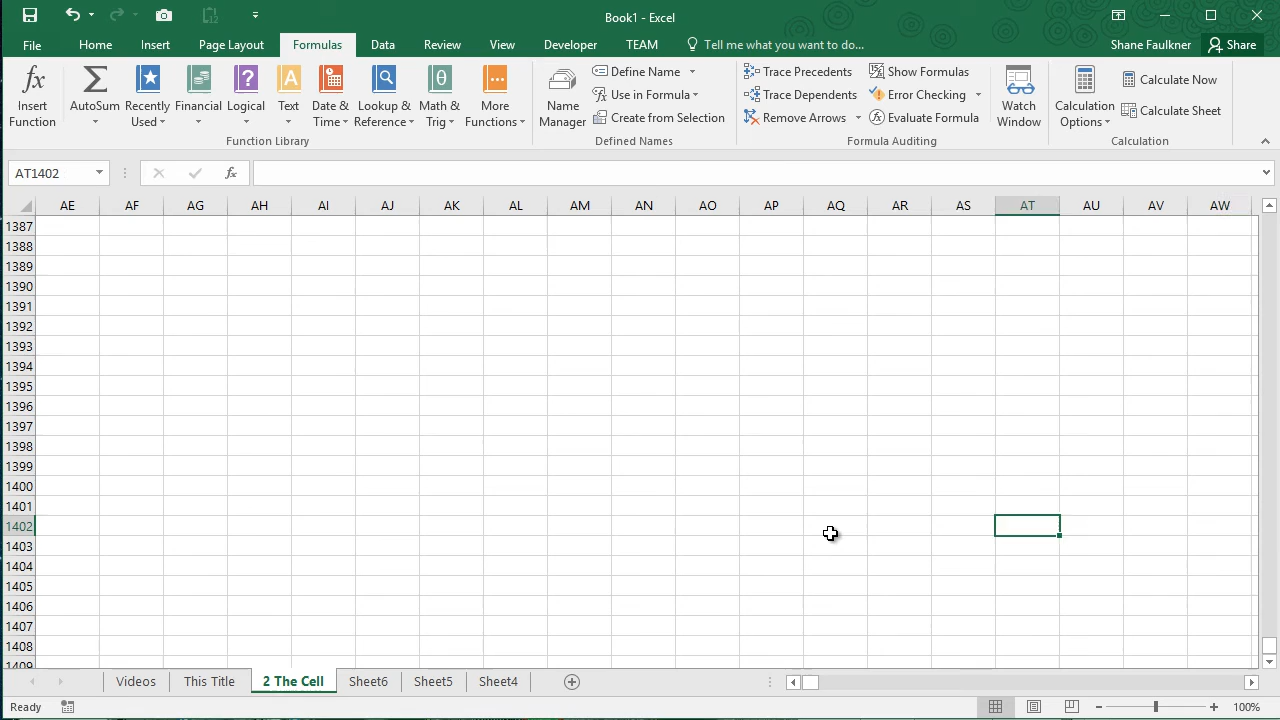 Book1 - Excel
File Home Insert Page Layout Formulas Data Review View Developer TEAM Tell me what you want to do... Shane Faulkner Share
Insert Function
AutoSum
Recently Used
Financial
Logical
Text
Date & Time
Lookup & Reference
Math & Trig
More Functions
Function Library
Name Manager
Define Name
Use in Formula
Create from Selection
Defined Names
Trace Precedents
Trace Dependents
Remove Arrows
Show Formulas
Error Checking
Evaluate Formula
Formula Auditing
Watch Window
Calculation Options
Calculate Now
Calculate Sheet
Calculation
AT1402
fx
AE AF AG AH AI AJ AK AL AM AN AO AP AQ AR AS AT AU AV AW
1387
1388
1389
1390
1391
1392
1393
1394
1395
1396
1397
1398
1399
1400
1401
1402
1403
1404
1405
1406
1407
1408
1409
Videos This Title 2 The Cell Sheet6 Sheet5 Sheet4
Ready 100%